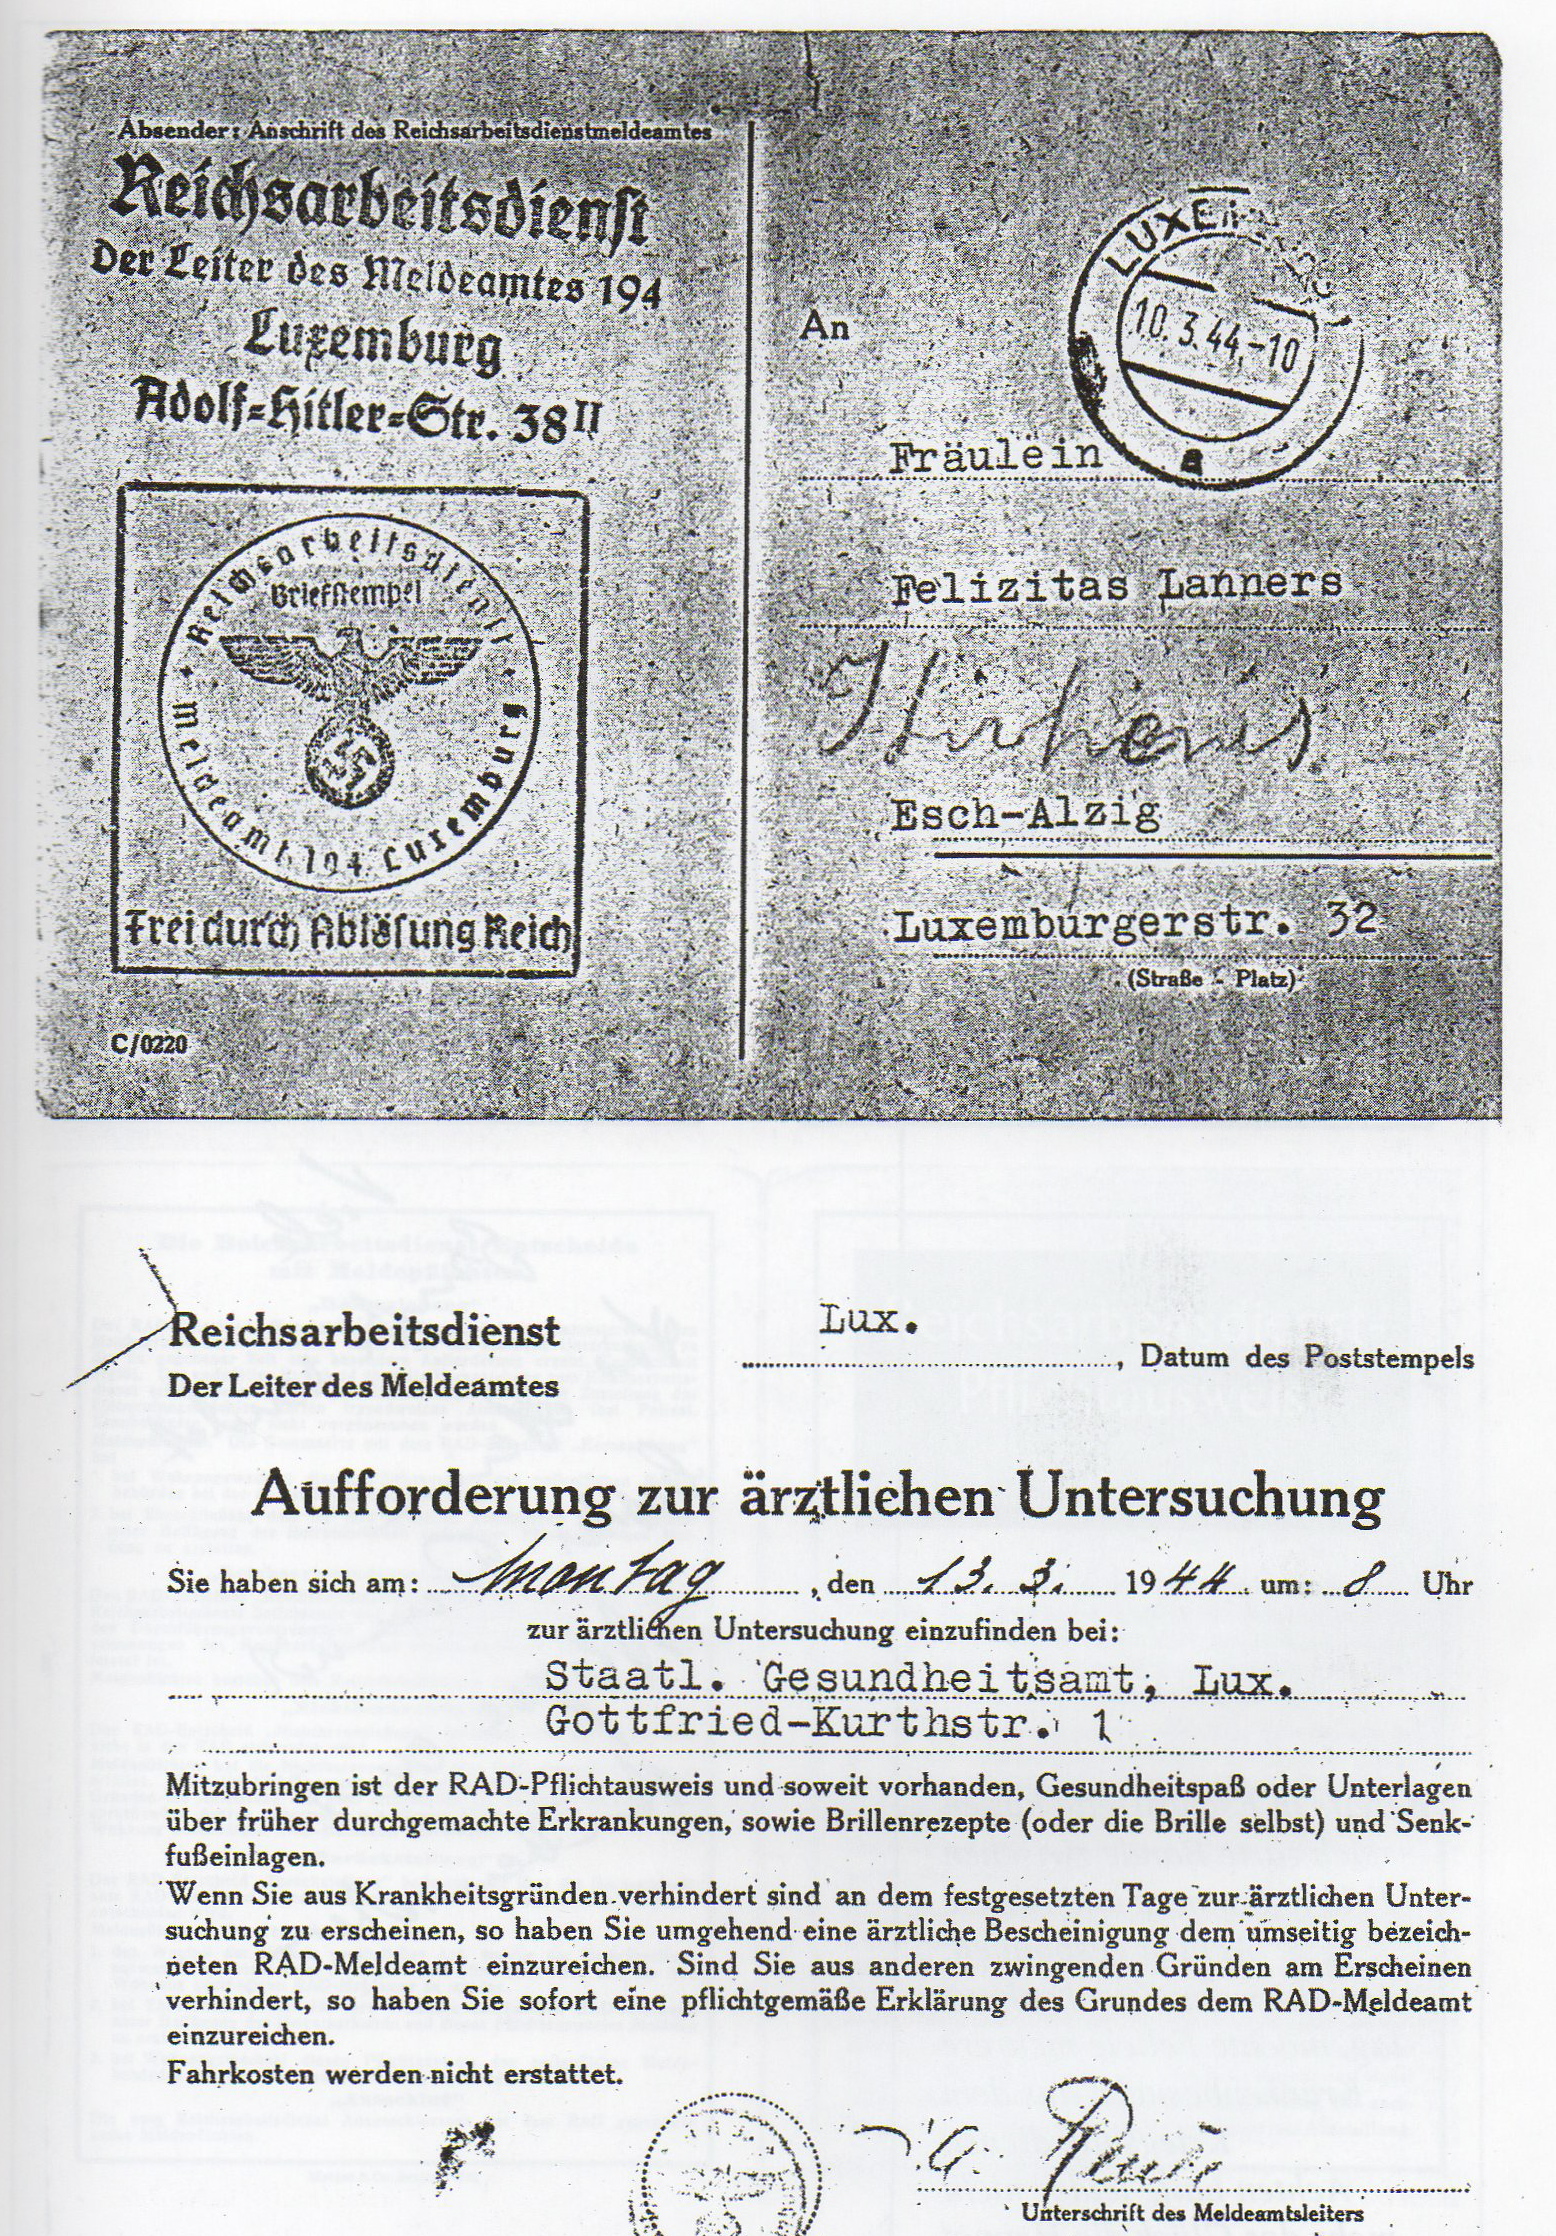 Absender: Anschrift des Reichsarbeitsdienstmeldeamtes
Reichsarbeitsdienst
Der Leiter des Meldeamtes 194
Luxemburg
Adolf-Hitler-Str. 38 II
Reichsarbeitsdienst
Briefstempel
Meldeamt 194 Luxemburg
Frei durch Ablösung Reich
C/0220
10.3.44.-10
a
An
Fräulein
Felizitas Lanners
Esch-Alzig
Luxemburgerstr. 32
(Straße - Platz)
Reichsarbeitsdienst
Der Leiter des Meldeamtes
Lux.
, Datum des Poststempels
Aufforderung zur ärztlichen Untersuchung
Sie haben sich am: Montag, den 13. 3. 1944 um: 8 Uhr
zur ärztlichen Untersuchung einzufinden bei:
Staatl. Gesundheitsamt, Lux.
Gottfried-Kurthstr. 1
Mitzubringen ist der RAD-Pflichtausweis und soweit vorhanden, Gesundheitspaß oder Unterlagen
über früher durchgemachte Erkrankungen, sowie Brillenrezepte (oder die Brille selbst) und Senk-
fußeinlagen.
Wenn Sie aus Krankheitsgründen verhindert sind an dem festgesetzten Tage zur ärztlichen Unter-
suchung zu erscheinen, so haben Sie umgehend eine ärztliche Bescheinigung dem umseitig bezeich-
neten RAD-Meldeamt einzureichen. Sind Sie aus anderen zwingenden Gründen am Erscheinen
verhindert, so haben Sie sofort eine pflichtgemäße Erklärung des Grundes dem RAD-Meldeamt
einzureichen.
Fahrkosten werden nicht erstattet.
Unterschrift des Meldeamtsleiters